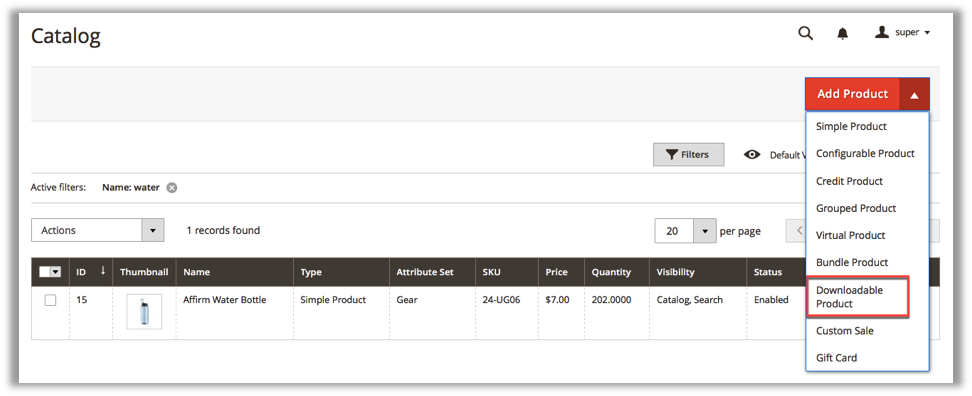 Catalog
super
Add Product
Simple Product
Configurable Product
Credit Product
Grouped Product
Virtual Product
Bundle Product
Downloadable
Product
Custom Sale
Gift Card
Filters
Default V
Active filters: Name: water
Actions
1 records found
20 per page
ID Thumbnail Name Type Attribute Set SKU Price Quantity Visibility Status
15 Affirm Water Bottle Simple Product Gear 24-UG06 $7.00 202.0000 Catalog, Search Enabled